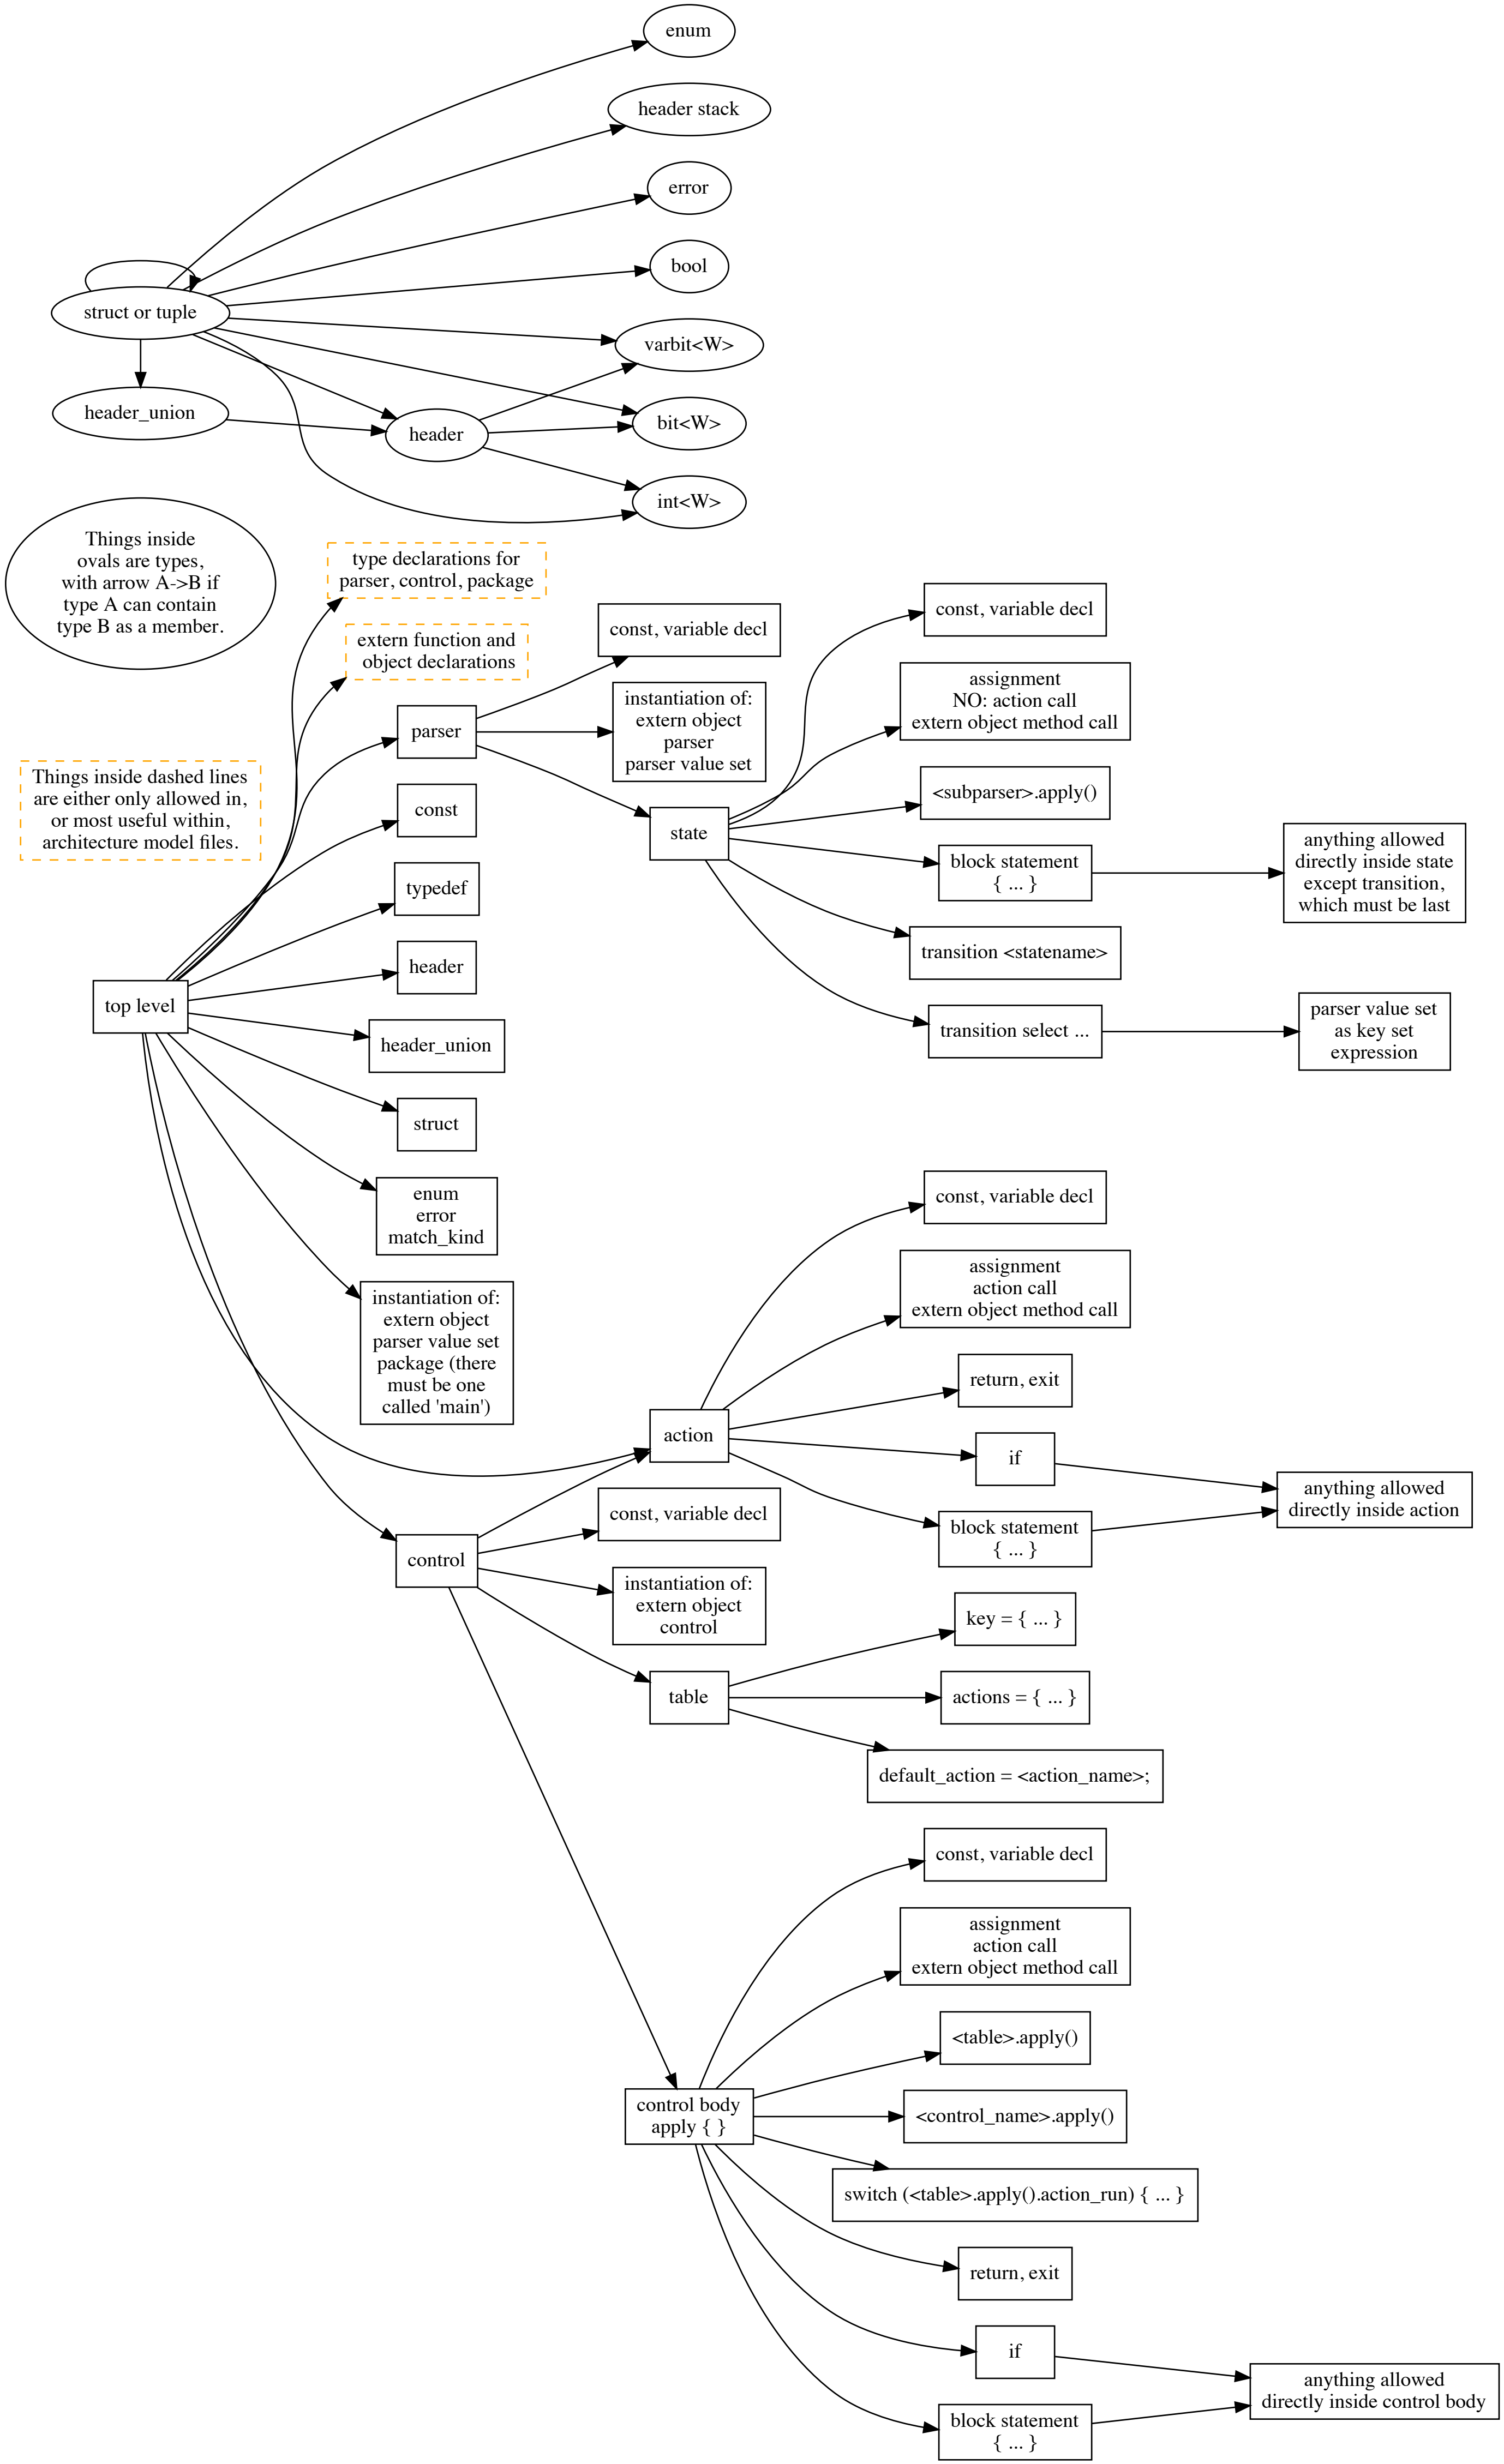 enum
header stack
error
bool
struct or tuple
varbit<W>
header_union
header
bit<W>
int<W>
Things inside
ovals are types,
with arrow A->B if
type A can contain
type B as a member.
type declarations for
parser, control, package
extern function and
object declarations
Things inside dashed lines
are either only allowed in,
or most useful within,
architecture model files.
parser
const, variable decl
instantiation of:
extern object
parser
parser value set
state
const, variable decl
assignment
NO: action call
extern object method call
<subparser>.apply()
block statement
{ ... }
anything allowed
directly inside state
except transition,
which must be last
transition <statename>
transition select ...
parser value set
as key set
expression
top level
const
typedef
header
header_union
struct
enum
error
match_kind
instantiation of:
extern object
parser value set
package (there
must be one
called 'main')
action
const, variable decl
assignment
action call
extern object method call
return, exit
if
block statement
{ ... }
anything allowed
directly inside action
control
const, variable decl
instantiation of:
extern object
control
table
key = { ... }
actions = { ... }
default_action = <action_name>;
control body
apply { }
const, variable decl
assignment
action call
extern object method call
<table>.apply()
<control_name>.apply()
switch (<table>.apply().action_run) { ... }
return, exit
if
block statement
{ ... }
anything allowed
directly inside control body